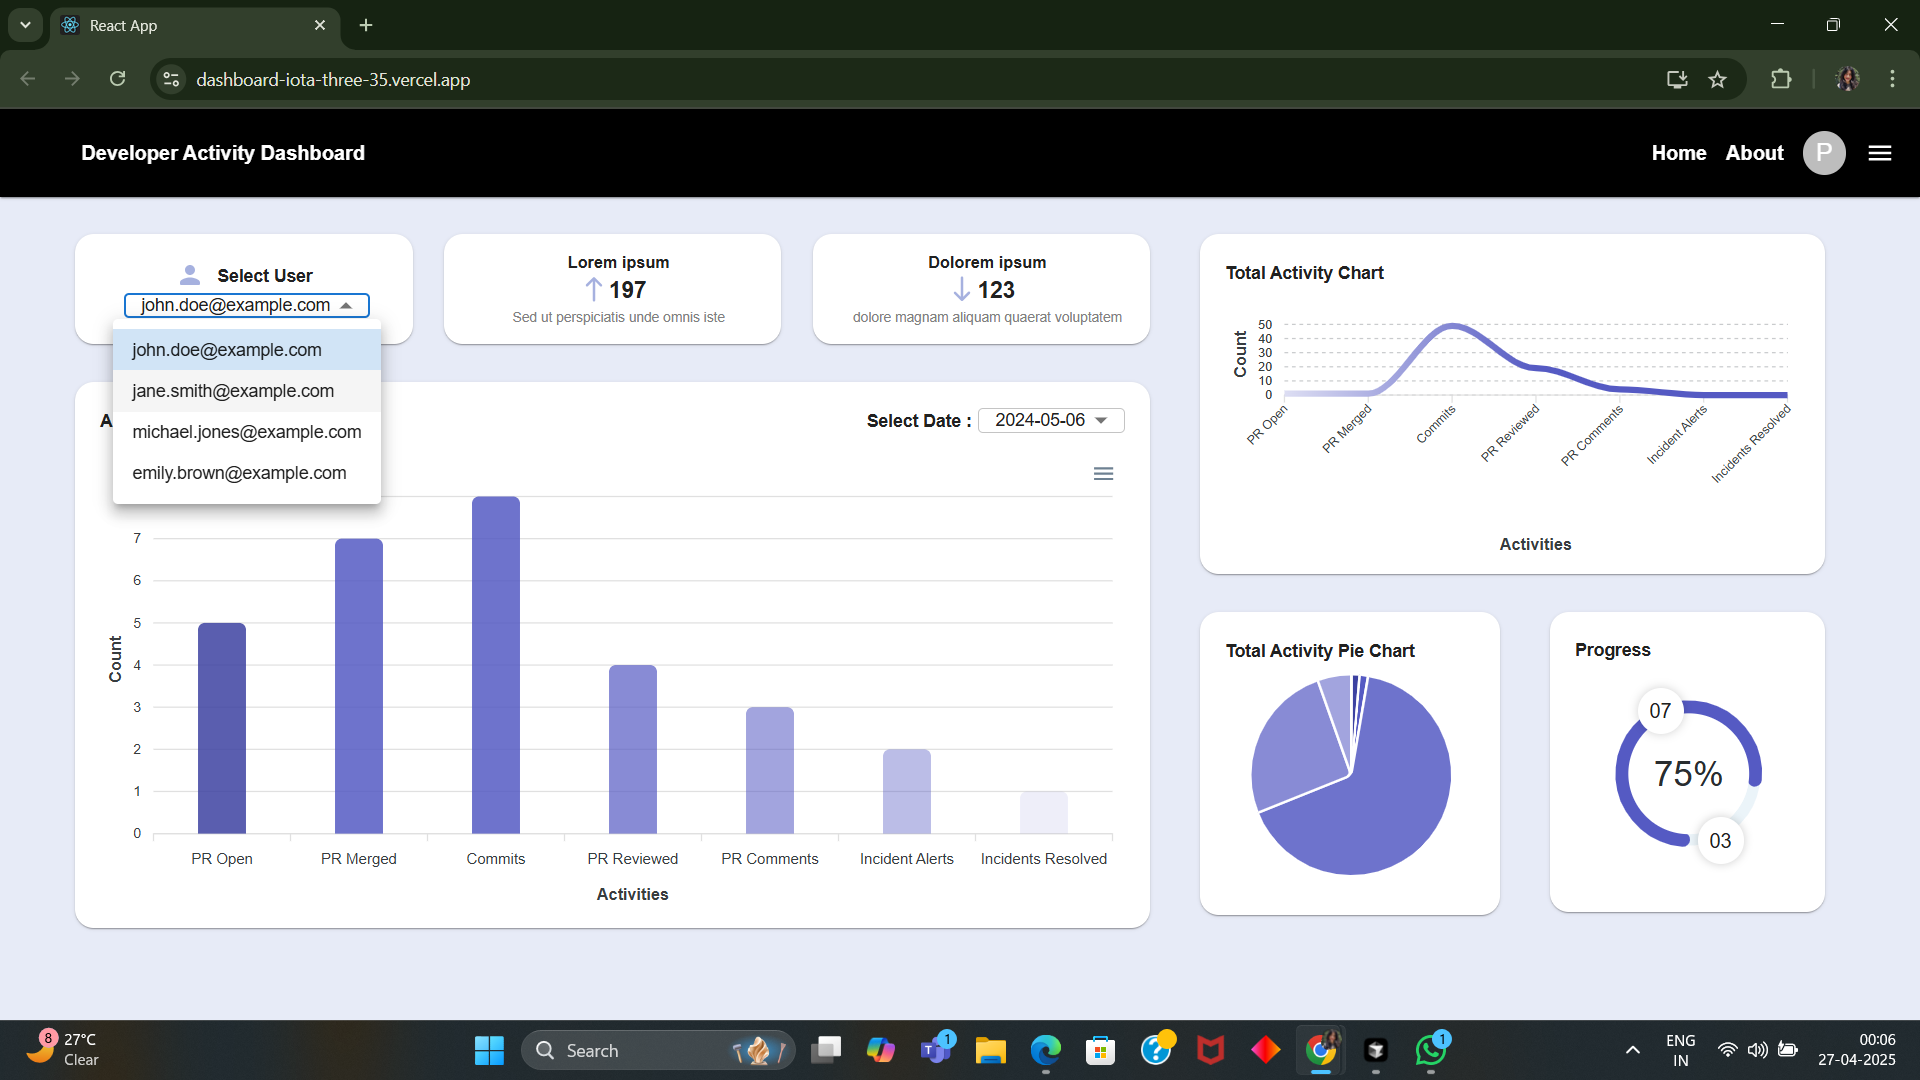 React App
dashboard-iota-three-35.vercel.app
Developer Activity Dashboard
Home About P
Select User
john.doe@example.com
john.doe@example.com
jane.smith@example.com
michael.jones@example.com
emily.brown@example.com
Lorem ipsum
197
Sed ut perspiciatis unde omnis iste
Dolorem ipsum
123
dolore magnam aliquam quaerat voluptatem
Total Activity Chart
Count
50
40
30
20
10
0
PR Open
PR Merged
Commits
PR Reviewed
PR Comments
Incident Alerts
Incidents Resolved
Activities
A
Select Date : 2024-05-06
Count
7
6
5
4
3
2
1
0
PR Open PR Merged Commits PR Reviewed PR Comments Incident Alerts Incidents Resolved
Activities
Total Activity Pie Chart
Progress
07
75%
03
8
27°C
Clear
Search
1
1
ENG
IN
00:06
27-04-2025